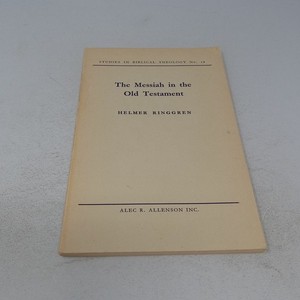 STUDIES IN BIBLICAL THEOLOGY NO. 18
The Messiah in the
Old Testament
HELMER RINGGREN
ALEC R. ALLENSON INC.